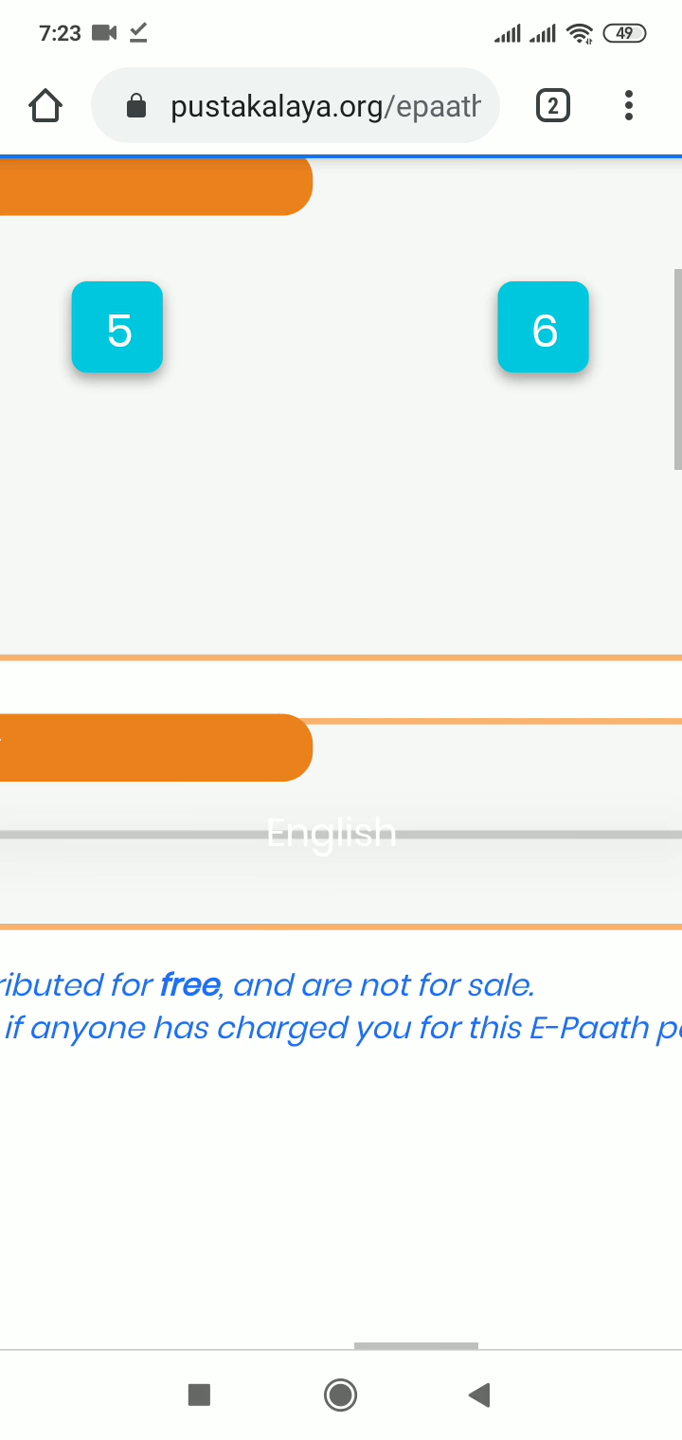 7:23
49
pustakalaya.org/epaath
2
5
6
English
ributed for free, and are not for sale.
if anyone has charged you for this E-Paath